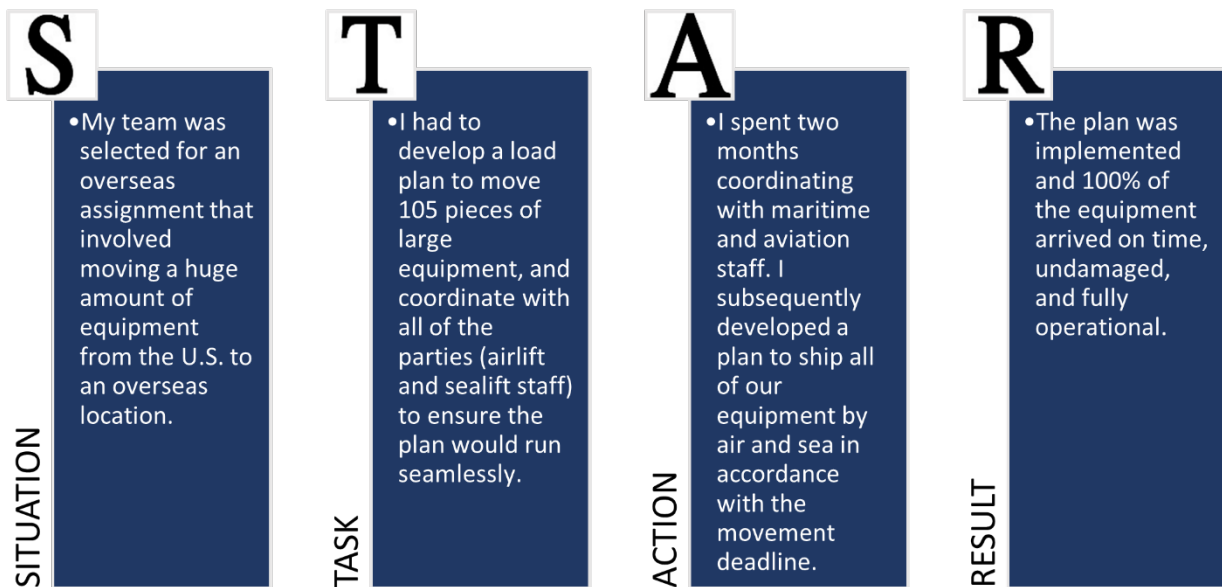 S
SITUATION
•My team was
selected for an
overseas
assignment that
involved
moving a huge
amount of
equipment
from the U.S. to
an overseas
location.
T
TASK
•I had to
develop a load
plan to move
105 pieces of
large
equipment, and
coordinate with
all of the
parties (airlift
and sealift staff)
to ensure the
plan would run
seamlessly.
A
ACTION
•I spent two
months
coordinating
with maritime
and aviation
staff. I
subsequently
developed a
plan to ship all
of our
equipment by
air and sea in
accordance
with the
movement
deadline.
R
RESULT
•The plan was
implemented
and 100% of
the equipment
arrived on time,
undamaged,
and fully
operational.